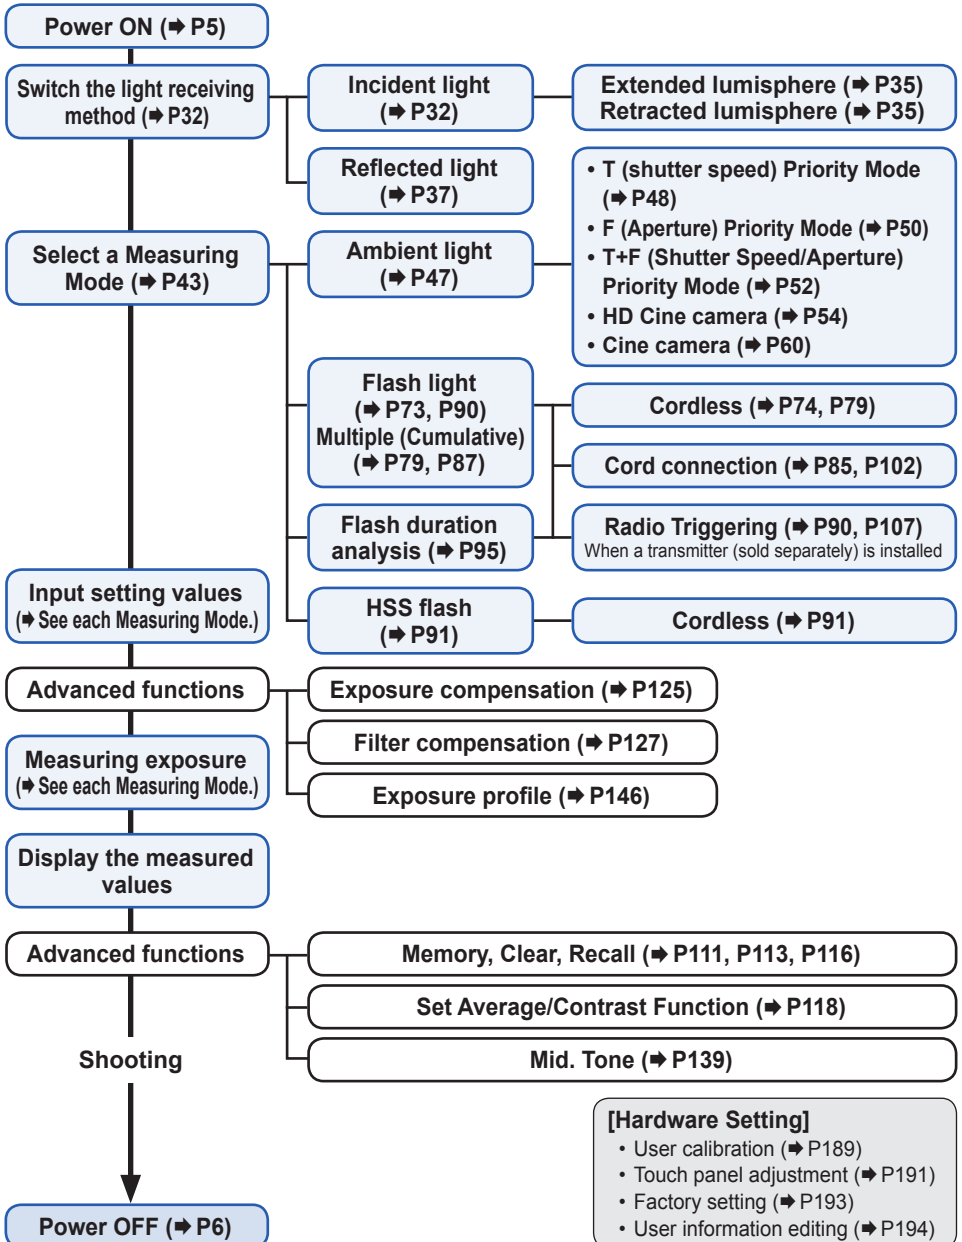 Power ON (➡ P5)
Switch the light receiving
method (➡ P32)
Incident light
(➡ P32)
Extended lumisphere (➡ P35)
Retracted lumisphere (➡ P35)
Reflected light
(➡ P37)
Select a Measuring
Mode (➡ P43)
Ambient light
(➡ P47)
• T (shutter speed) Priority Mode
(➡ P48)
• F (Aperture) Priority Mode (➡ P50)
• T+F (Shutter Speed/Aperture)
Priority Mode (➡ P52)
• HD Cine camera (➡ P54)
• Cine camera (➡ P60)
Flash light
(➡ P73, P90)
Multiple (Cumulative)
(➡ P79, P87)
Cordless (➡ P74, P79)
Cord connection (➡ P85, P102)
Flash duration
analysis (➡ P95)
Radio Triggering (➡ P90, P107)
When a transmitter (sold separately) is installed
Input setting values
(➡ See each Measuring Mode.)
HSS flash
(➡ P91)
Cordless (➡ P91)
Advanced functions
Exposure compensation (➡ P125)
Filter compensation (➡ P127)
Exposure profile (➡ P146)
Measuring exposure
(➡ See each Measuring Mode.)
Display the measured
values
Advanced functions
Memory, Clear, Recall (➡ P111, P113, P116)
Set Average/Contrast Function (➡ P118)
Mid. Tone (➡ P139)
Shooting
[Hardware Setting]
• User calibration (➡ P189)
• Touch panel adjustment (➡ P191)
• Factory setting (➡ P193)
• User information editing (➡ P194)
Power OFF (➡ P6)